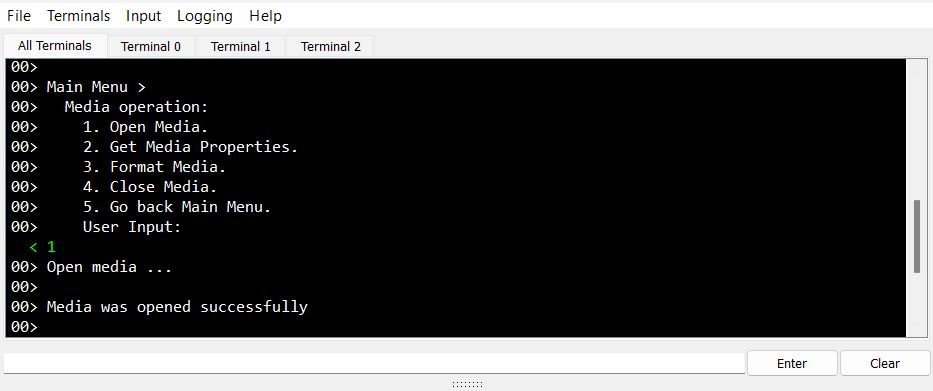 File Terminals Input Logging Help
All Terminals Terminal 0 Terminal 1 Terminal 2
00>
00> Main Menu >
00>   Media operation:
00>     1. Open Media.
00>     2. Get Media Properties.
00>     3. Format Media.
00>     4. Close Media.
00>     5. Go back Main Menu.
00>     User Input:
  < 1
00> Open media ...
00>
00> Media was opened successfully
00>
Enter Clear